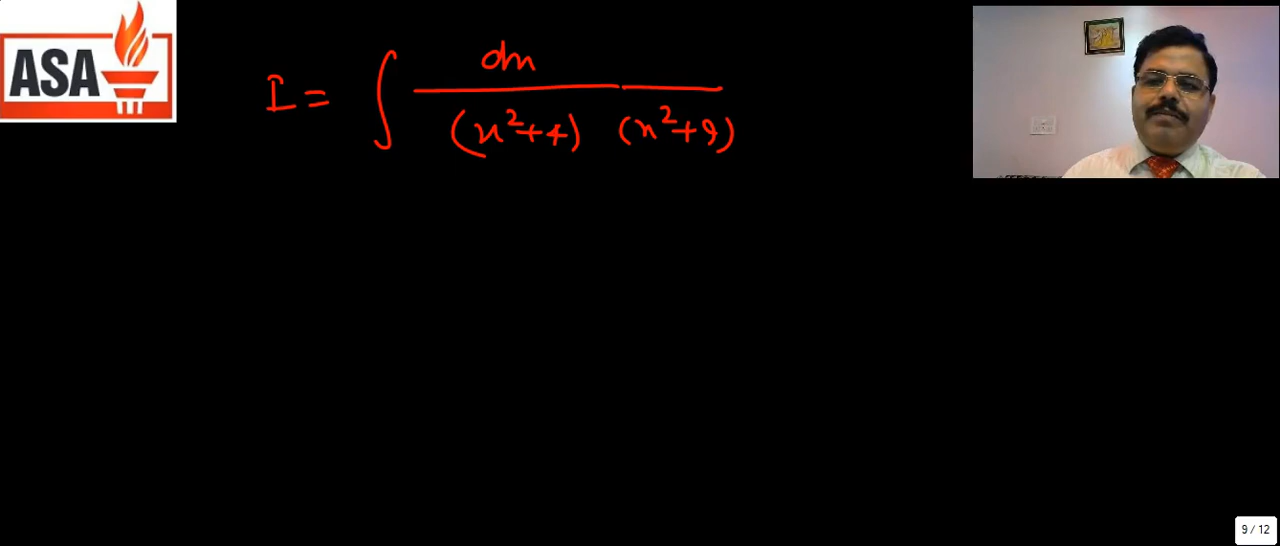 ASA
I = ∫ dx / (x²+4) (x²+9)
9 / 12